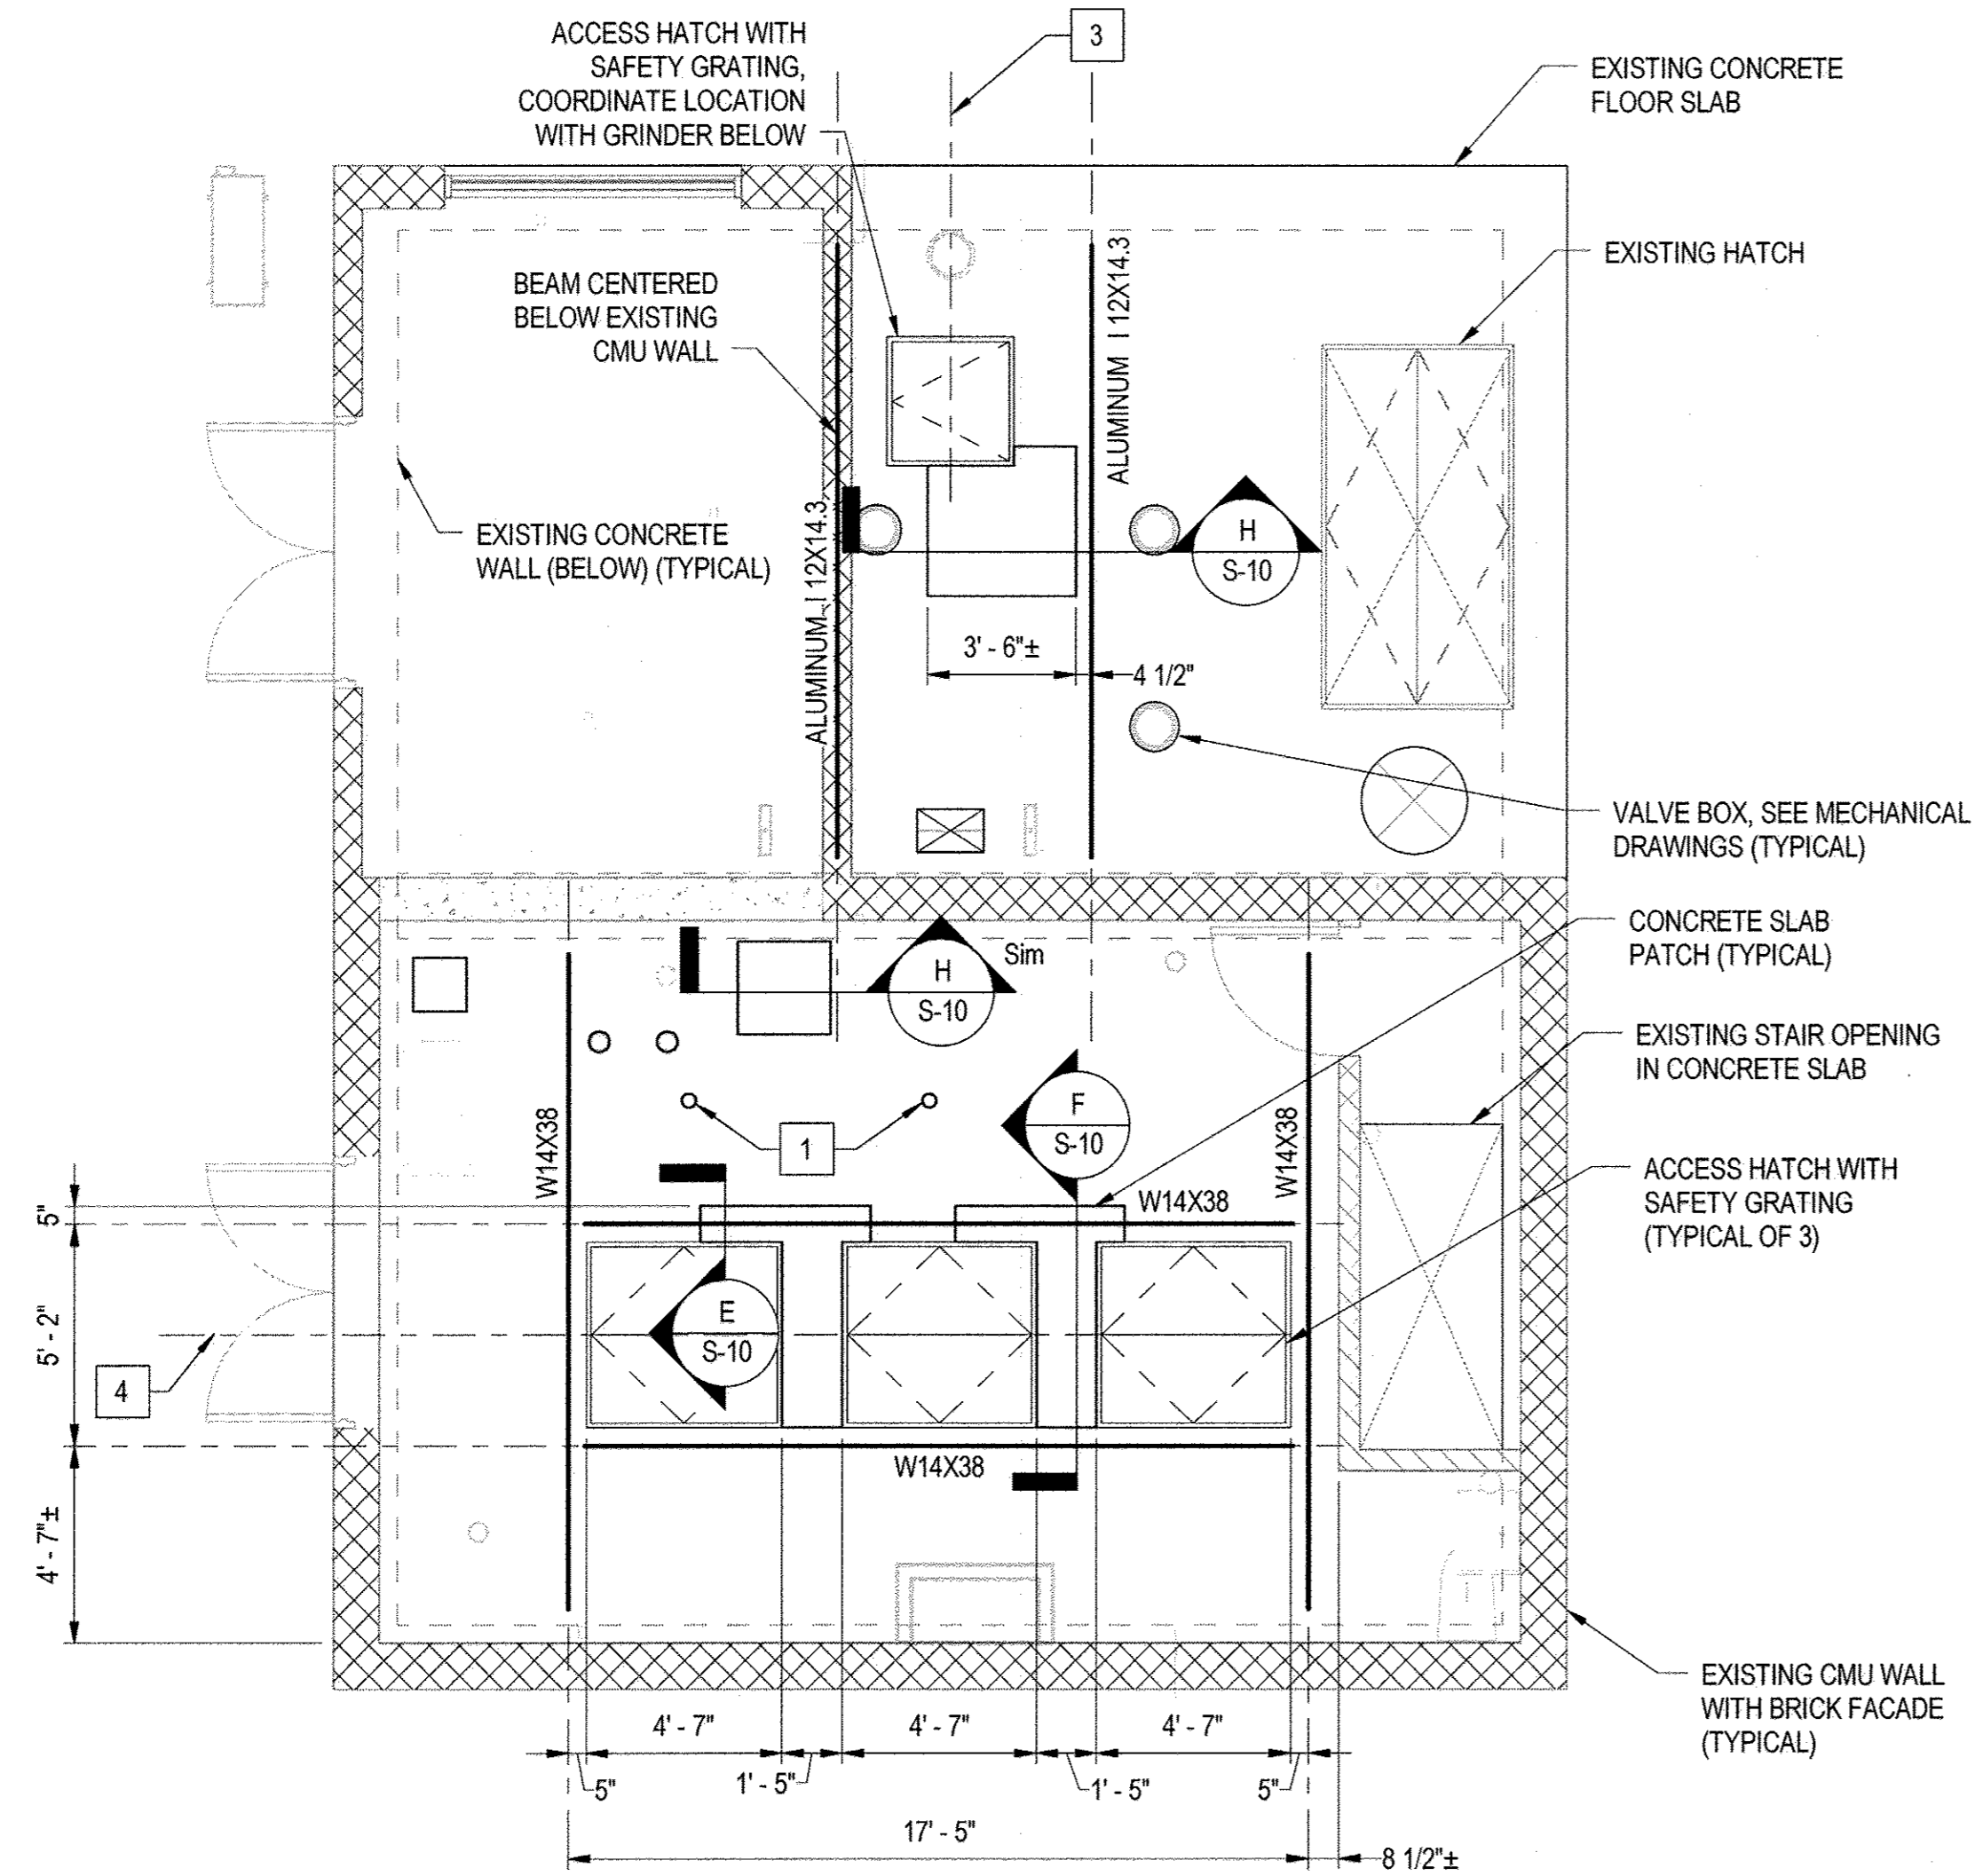 ACCESS HATCH WITH
SAFETY GRATING,
COORDINATE LOCATION
WITH GRINDER BELOW
3
EXISTING CONCRETE
FLOOR SLAB
EXISTING HATCH
BEAM CENTERED
BELOW EXISTING
CMU WALL
ALUMINUM I 12X14.3
EXISTING CONCRETE
WALL (BELOW) (TYPICAL)
ALUMINUM I 12X14.3
H
S-10
3' - 6"±
4 1/2"
VALVE BOX, SEE MECHANICAL
DRAWINGS (TYPICAL)
CONCRETE SLAB
PATCH (TYPICAL)
H
S-10
Sim
EXISTING STAIR OPENING
IN CONCRETE SLAB
1
F
S-10
W14X38
W14X38
W14X38
ACCESS HATCH WITH
SAFETY GRATING
(TYPICAL OF 3)
5"
5' - 2"
4' - 7"±
4
E
S-10
W14X38
EXISTING CMU WALL
WITH BRICK FACADE
(TYPICAL)
4' - 7"
4' - 7"
4' - 7"
5"
1' - 5"
1' - 5"
5"
17' - 5"
8 1/2"±